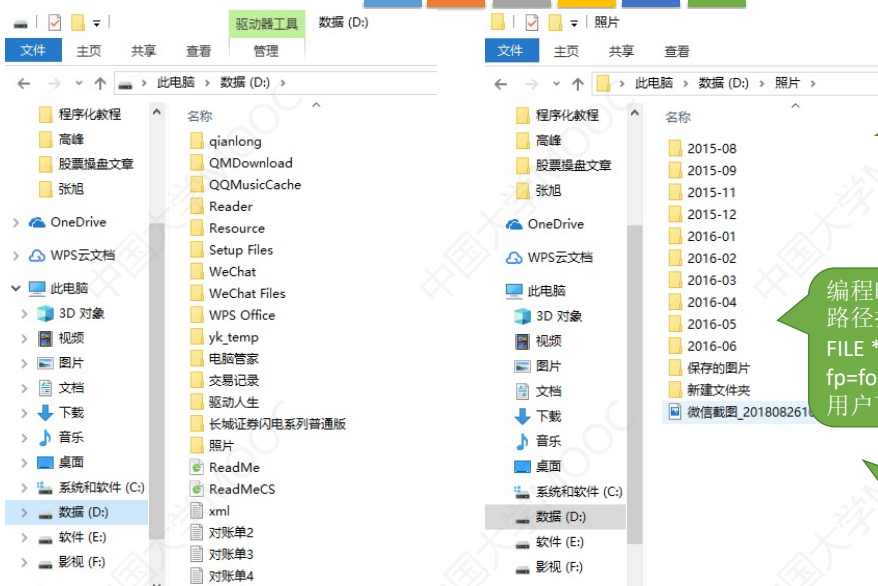 驱动器工具 数据 (D:)
文件 主页 共享 查看 管理
此电脑 > 数据 (D:) >
程序化教程
高峰
股票操盘文章
张旭
OneDrive
WPS云文档
此电脑
3D 对象
视频
图片
文档
下载
音乐
桌面
系统和软件 (C:)
数据 (D:)
软件 (E:)
影视 (F:)
名称
qianlong
QMDownload
QQMusicCache
Reader
Resource
Setup Files
WeChat
WeChat Files
WPS Office
yk_temp
电脑管家
交易记录
驱动人生
长城证券闪电系列普通版
照片
ReadMe
ReadMeCS
xml
对账单2
对账单3
对账单4
照片
文件 主页 共享 查看
此电脑 > 数据 (D:) > 照片 >
程序化教程
高峰
股票操盘文章
张旭
OneDrive
WPS云文档
此电脑
3D 对象
视频
图片
文档
下载
音乐
桌面
系统和软件 (C:)
数据 (D:)
软件 (E:)
影视 (F:)
名称
2015-08
2015-09
2015-11
2015-12
2016-01
2016-02
2016-03
2016-04
2016-05
2016-06
保存的图片
新建文件夹
微信截图_2018082610
编程
路径
FILE *
fp=fo
用户
中国大学MOOC